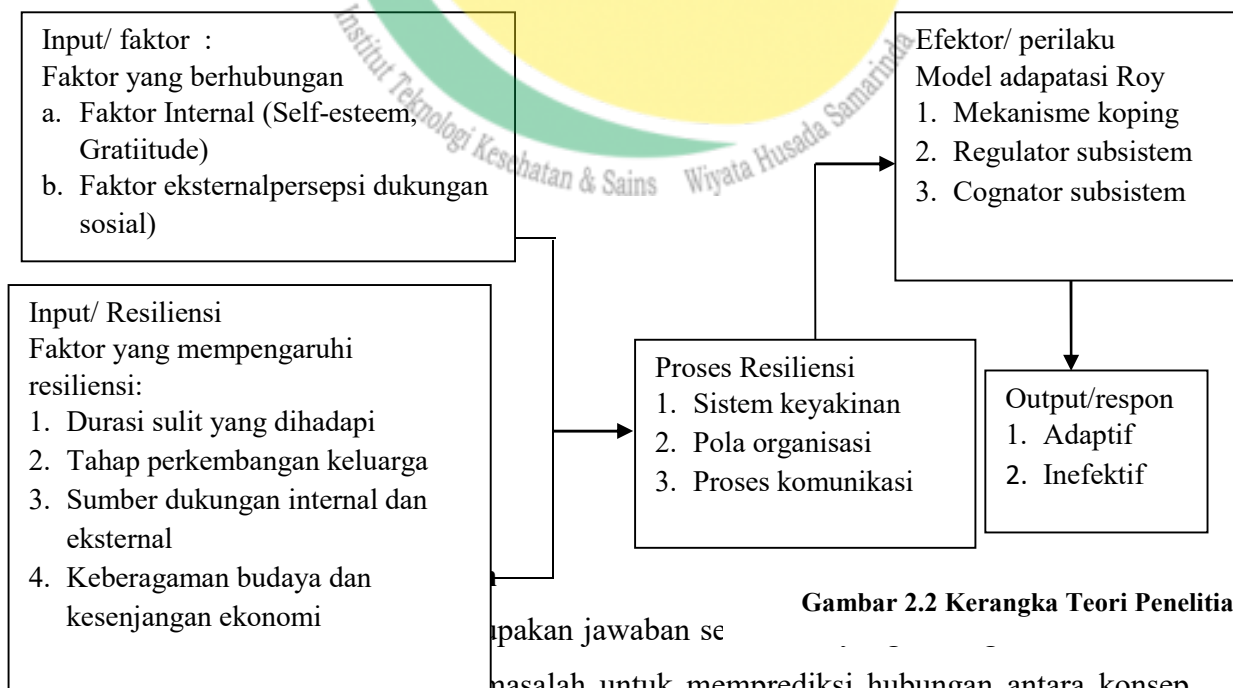 Input/ faktor :
Faktor yang berhubungan
a. Faktor Internal (Self-esteem,
Gratiitude)
b. Faktor eksternalpersepsi dukungan
sosial)
Institut Teknologi Kesehatan & Sains Wiyata Husada Samarinda
Efektor/ perilaku
Model adapatasi Roy
1. Mekanisme koping
2. Regulator subsistem
3. Cognator subsistem
Input/ Resiliensi
Faktor yang mempengaruhi
resiliensi:
1. Durasi sulit yang dihadapi
2. Tahap perkembangan keluarga
3. Sumber dukungan internal dan
eksternal
4. Keberagaman budaya dan
kesenjangan ekonomi
Proses Resiliensi
1. Sistem keyakinan
2. Pola organisasi
3. Proses komunikasi
Output/respon
1. Adaptif
2. Inefektif
Gambar 2.2 Kerangka Teori Penelitia
upakan jawaban se
masalah untuk memprediksi hubungan antara konsep